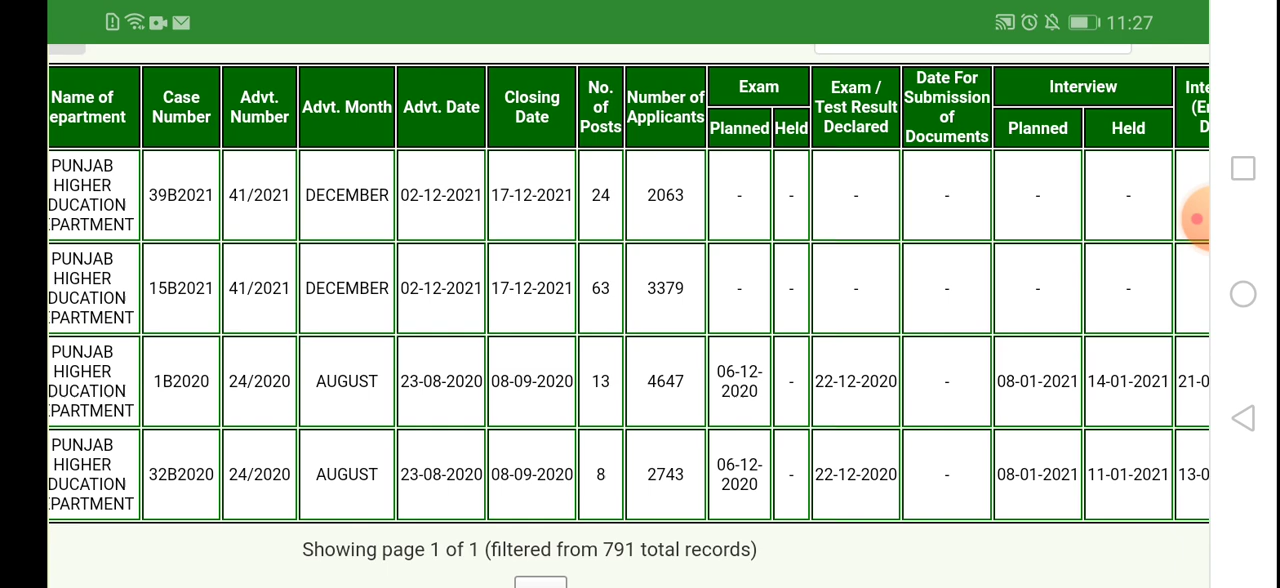 11:27
Name of
epartment
Case
Number
Advt.
Number
Advt. Month
Advt. Date
Closing
Date
No.
of
Posts
Number of
Applicants
Exam
Planned
Held
Exam /
Test Result
Declared
Date For
Submission
of
Documents
Interview
Planned
Held
Inte
(E
D
PUNJAB
HIGHER
DUCATION
PARTMENT
39B2021
41/2021
DECEMBER
02-12-2021
17-12-2021
24
2063
-
-
-
-
-
-
PUNJAB
HIGHER
DUCATION
PARTMENT
15B2021
41/2021
DECEMBER
02-12-2021
17-12-2021
63
3379
-
-
-
-
-
-
PUNJAB
HIGHER
DUCATION
PARTMENT
1B2020
24/2020
AUGUST
23-08-2020
08-09-2020
13
4647
06-12-
2020
-
22-12-2020
-
08-01-2021
14-01-2021
21-0
PUNJAB
HIGHER
DUCATION
PARTMENT
32B2020
24/2020
AUGUST
23-08-2020
08-09-2020
8
2743
06-12-
2020
-
22-12-2020
-
08-01-2021
11-01-2021
13-0
Showing page 1 of 1 (filtered from 791 total records)